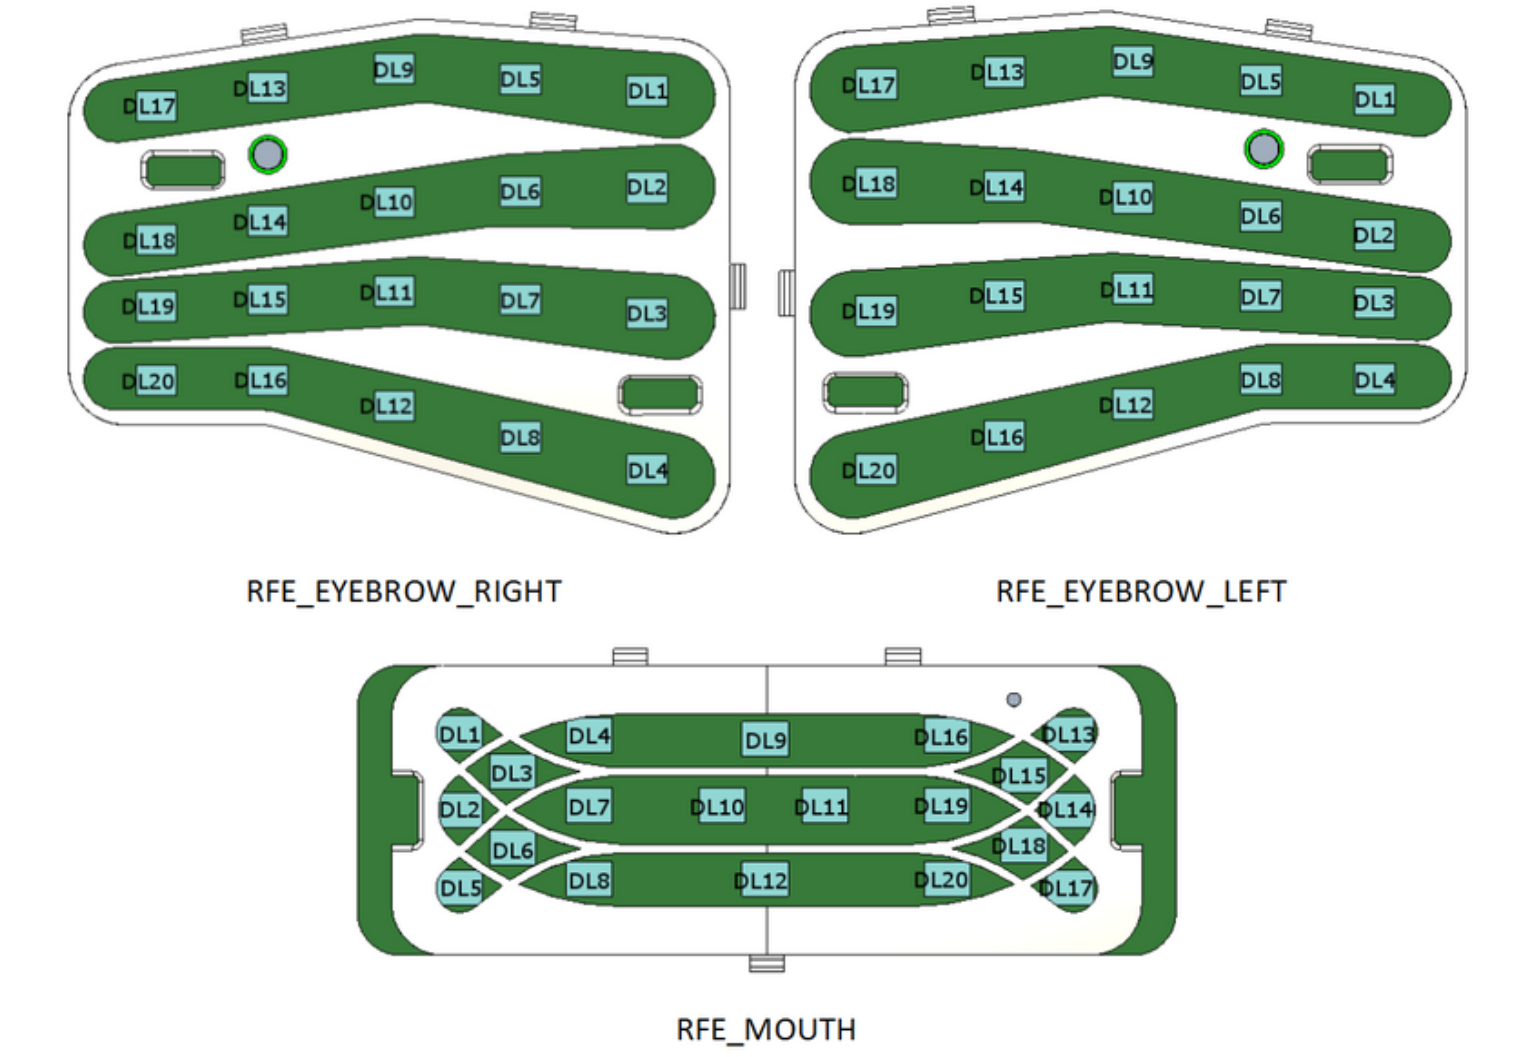 DL17 DL13 DL9 DL5 DL1
DL18 DL14 DL10 DL6 DL2
DL19 DL15 DL11 DL7 DL3
DL20 DL16 DL12 DL8 DL4
RFE_EYEBROW_RIGHT
DL17 DL13 DL9 DL5 DL1
DL18 DL14 DL10 DL6 DL2
DL19 DL15 DL11 DL7 DL3
DL20 DL16 DL12 DL8 DL4
RFE_EYEBROW_LEFT
DL1 DL4 DL9 DL16 DL13
DL3 DL15
DL2 DL7 DL10 DL11 DL19 DL14
DL6 DL18
DL5 DL8 DL12 DL20 DL17
RFE_MOUTH